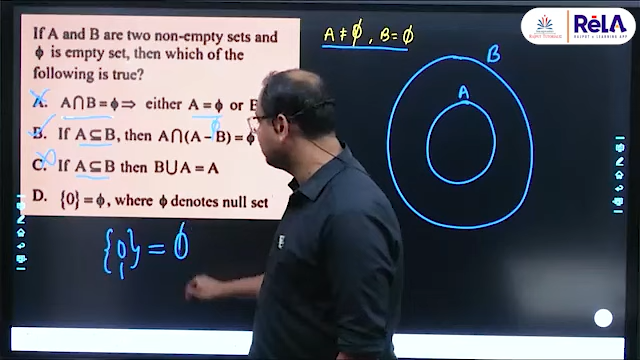 If A and B are two non-empty sets and
ϕ is empty set, then which of the
following is true?
A. A∩B=ϕ⇒ either A=ϕ or B
B. If A⊆B, then A∩(A−B)=ϕ
C. If A⊆B then B∪A=A
D. {0}=ϕ, where ϕ denotes null set
{0} = ϕ
A ≠ ϕ, B = ϕ
B
A
RELA